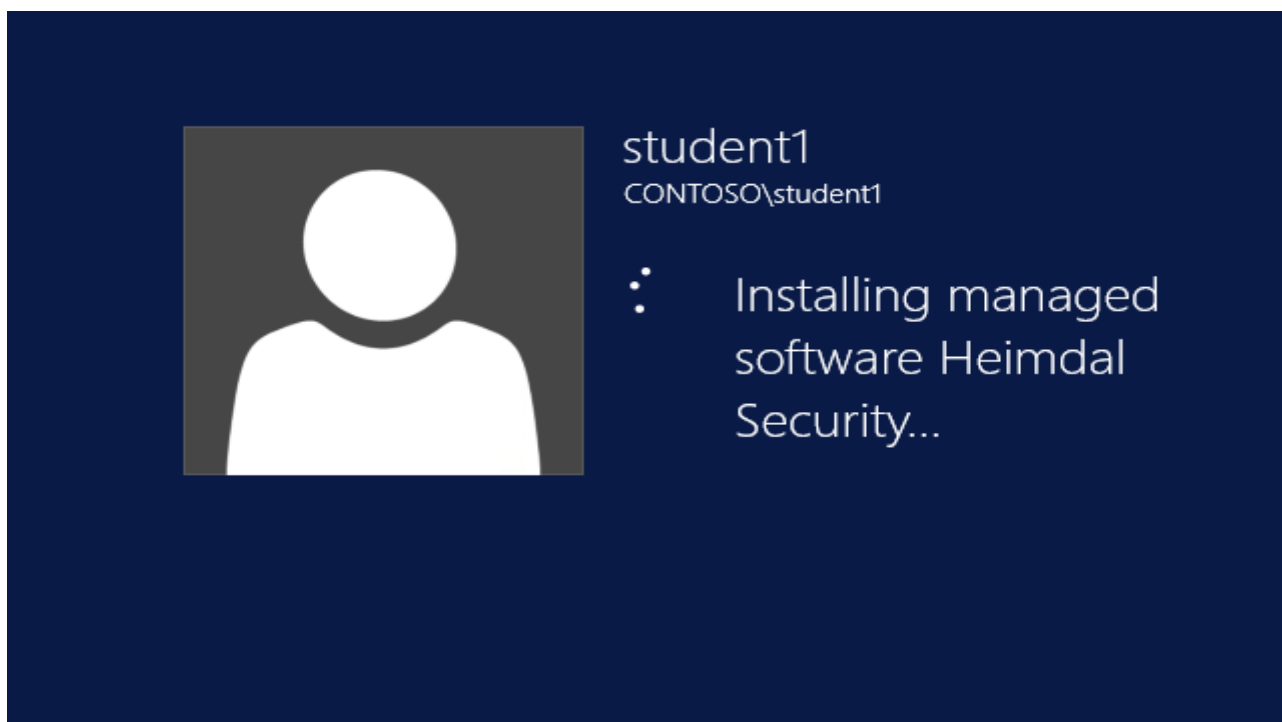 student1
CONTOSO\student1
Installing managed
software Heimdal
Security...